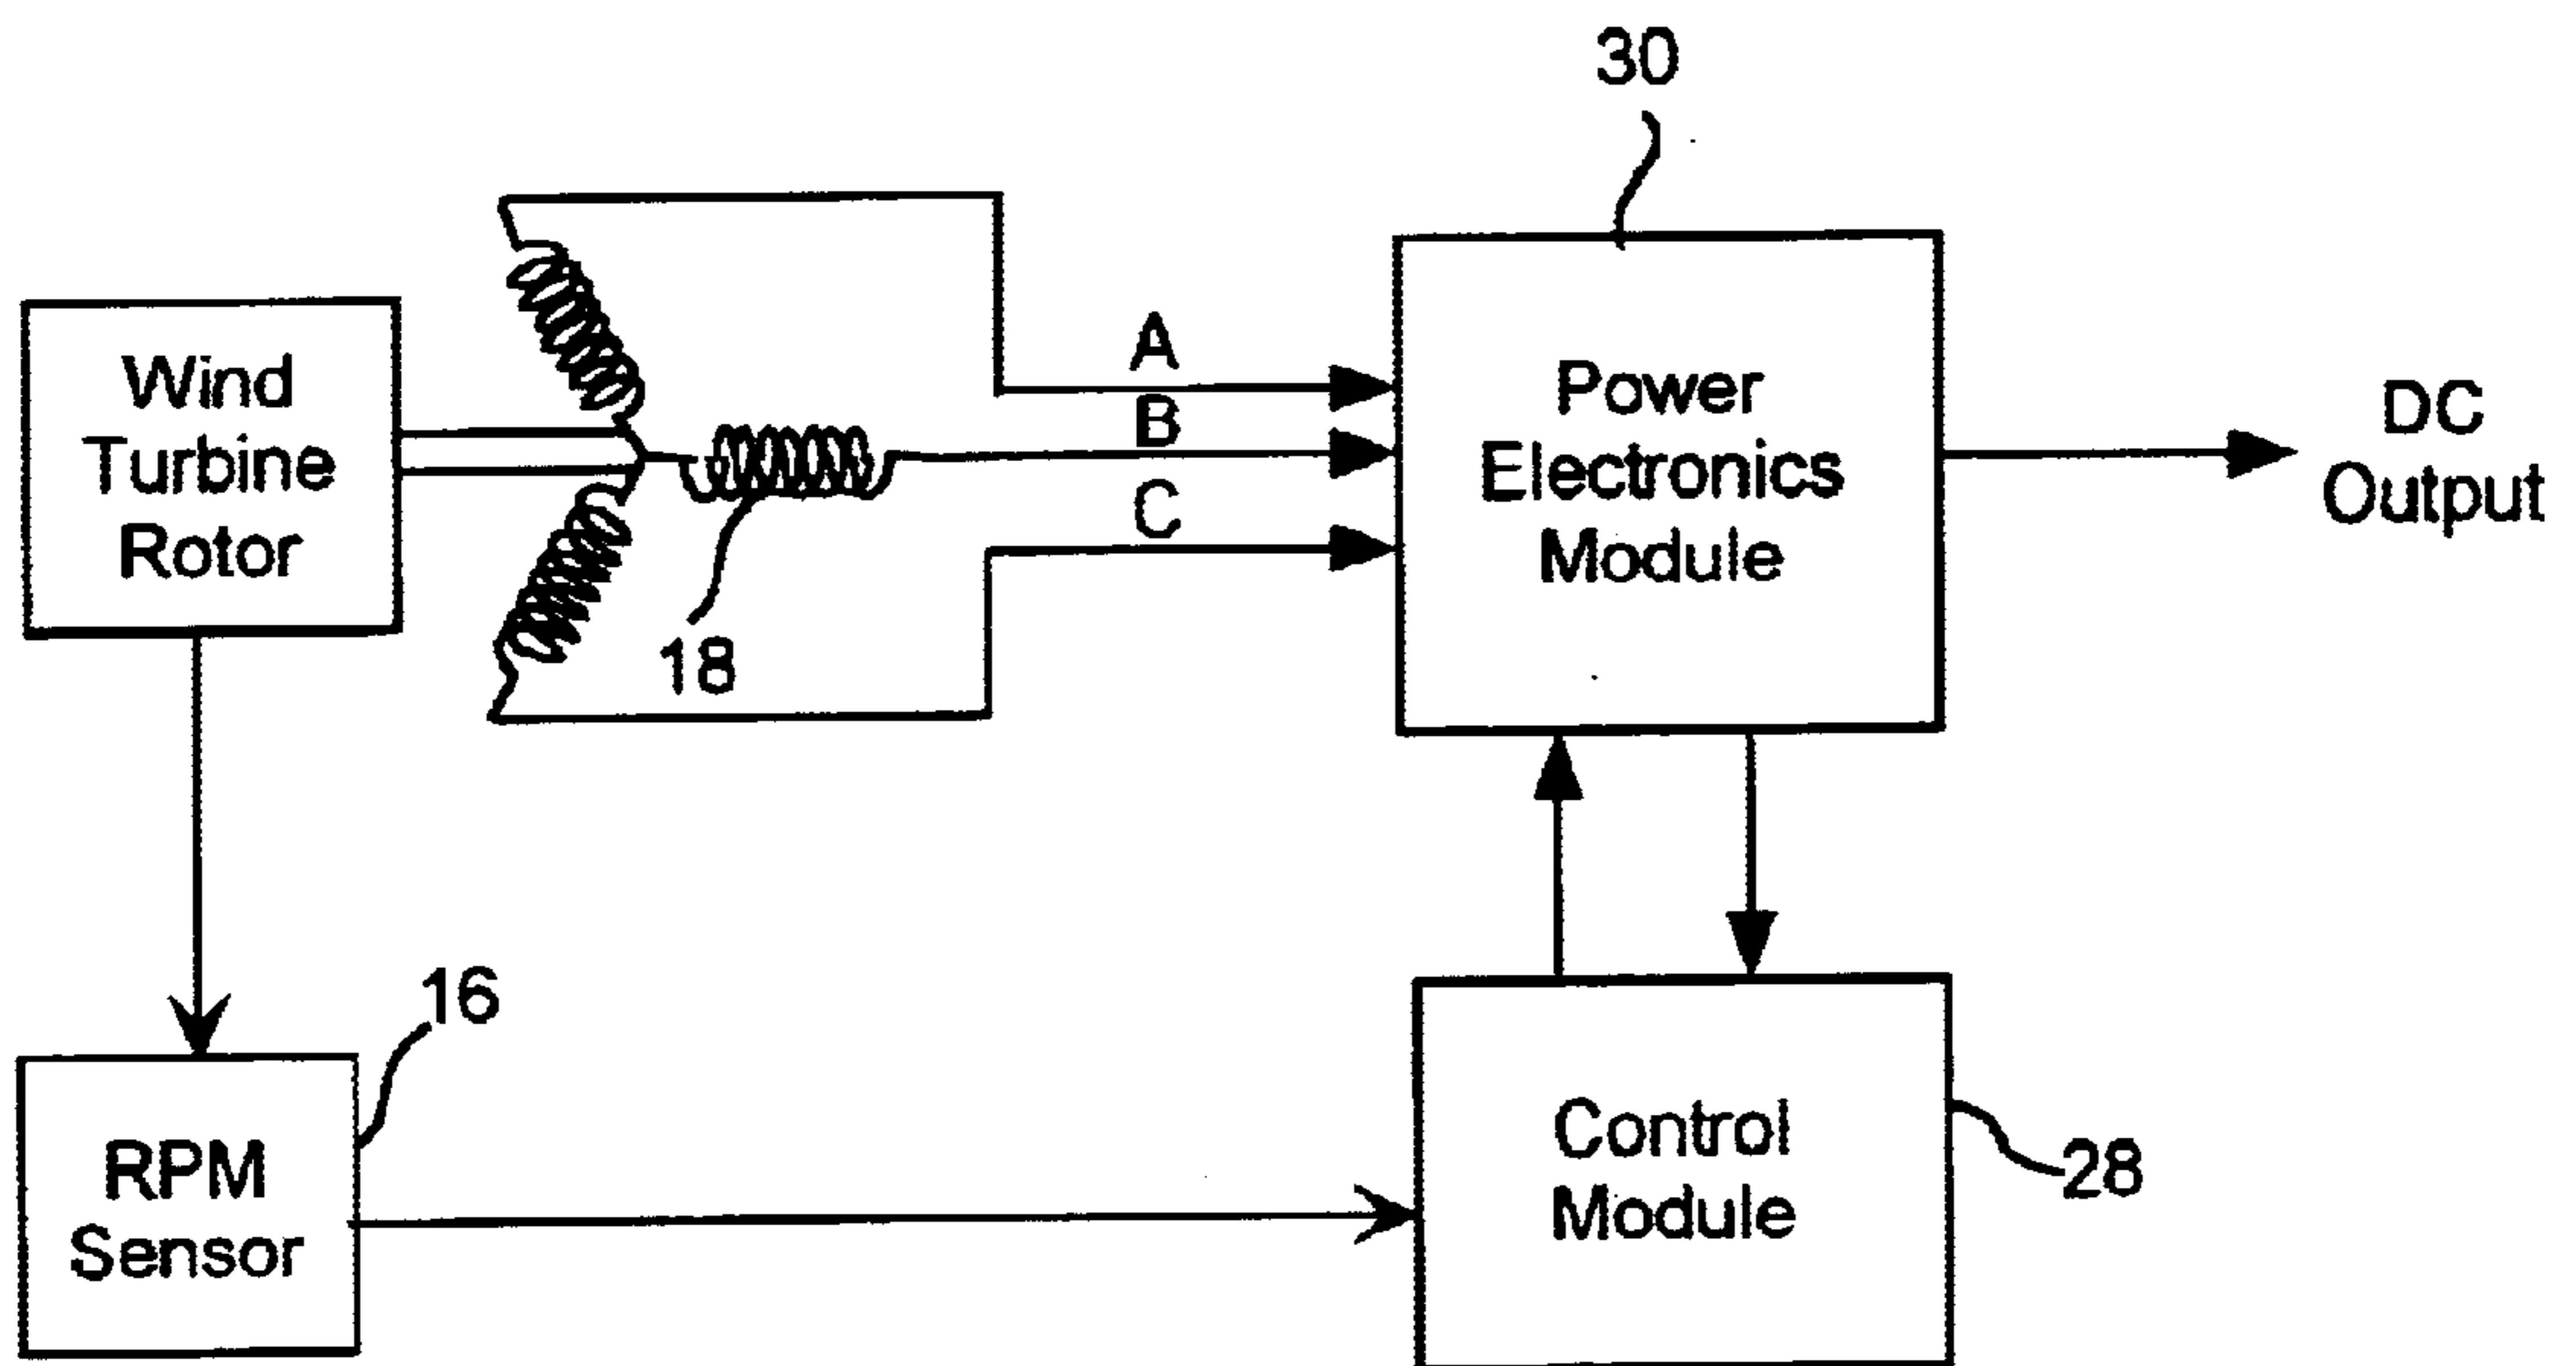 30
Wind
Turbine
Rotor
A
B
C
18
Power
Electronics
Module
DC
Output
16
RPM
Sensor
Control
Module
28